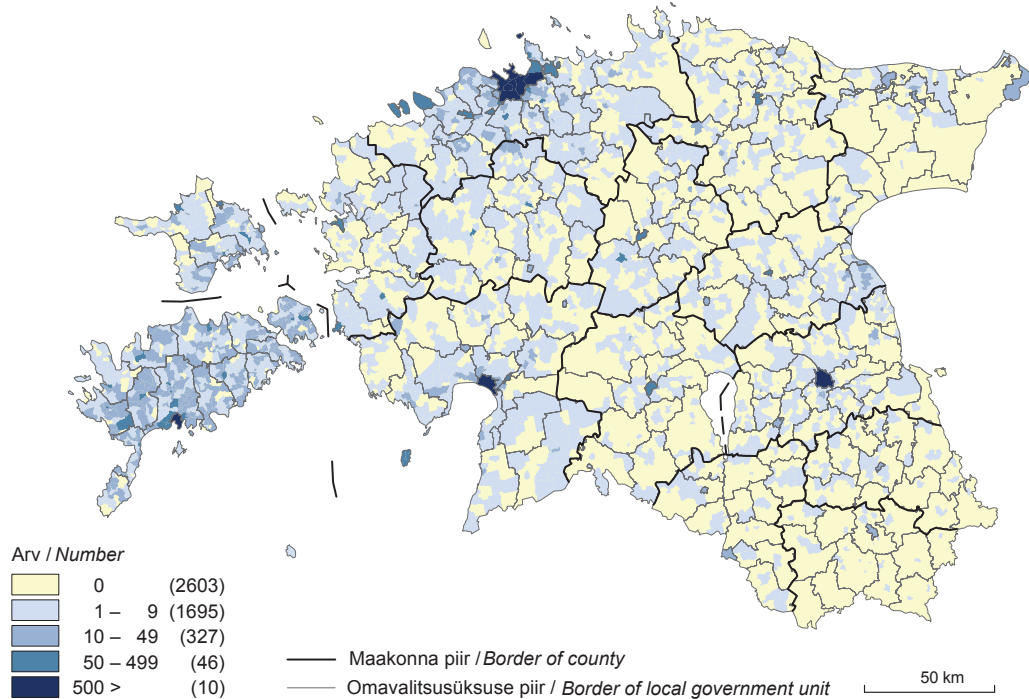 Arv / Number
0 (2603)
1 – 9 (1695)
10 – 49 (327)
50 – 499 (46)
500 > (10)
Maakonna piir / Border of county
Omavalitsusüksuse piir / Border of local government unit
50 km